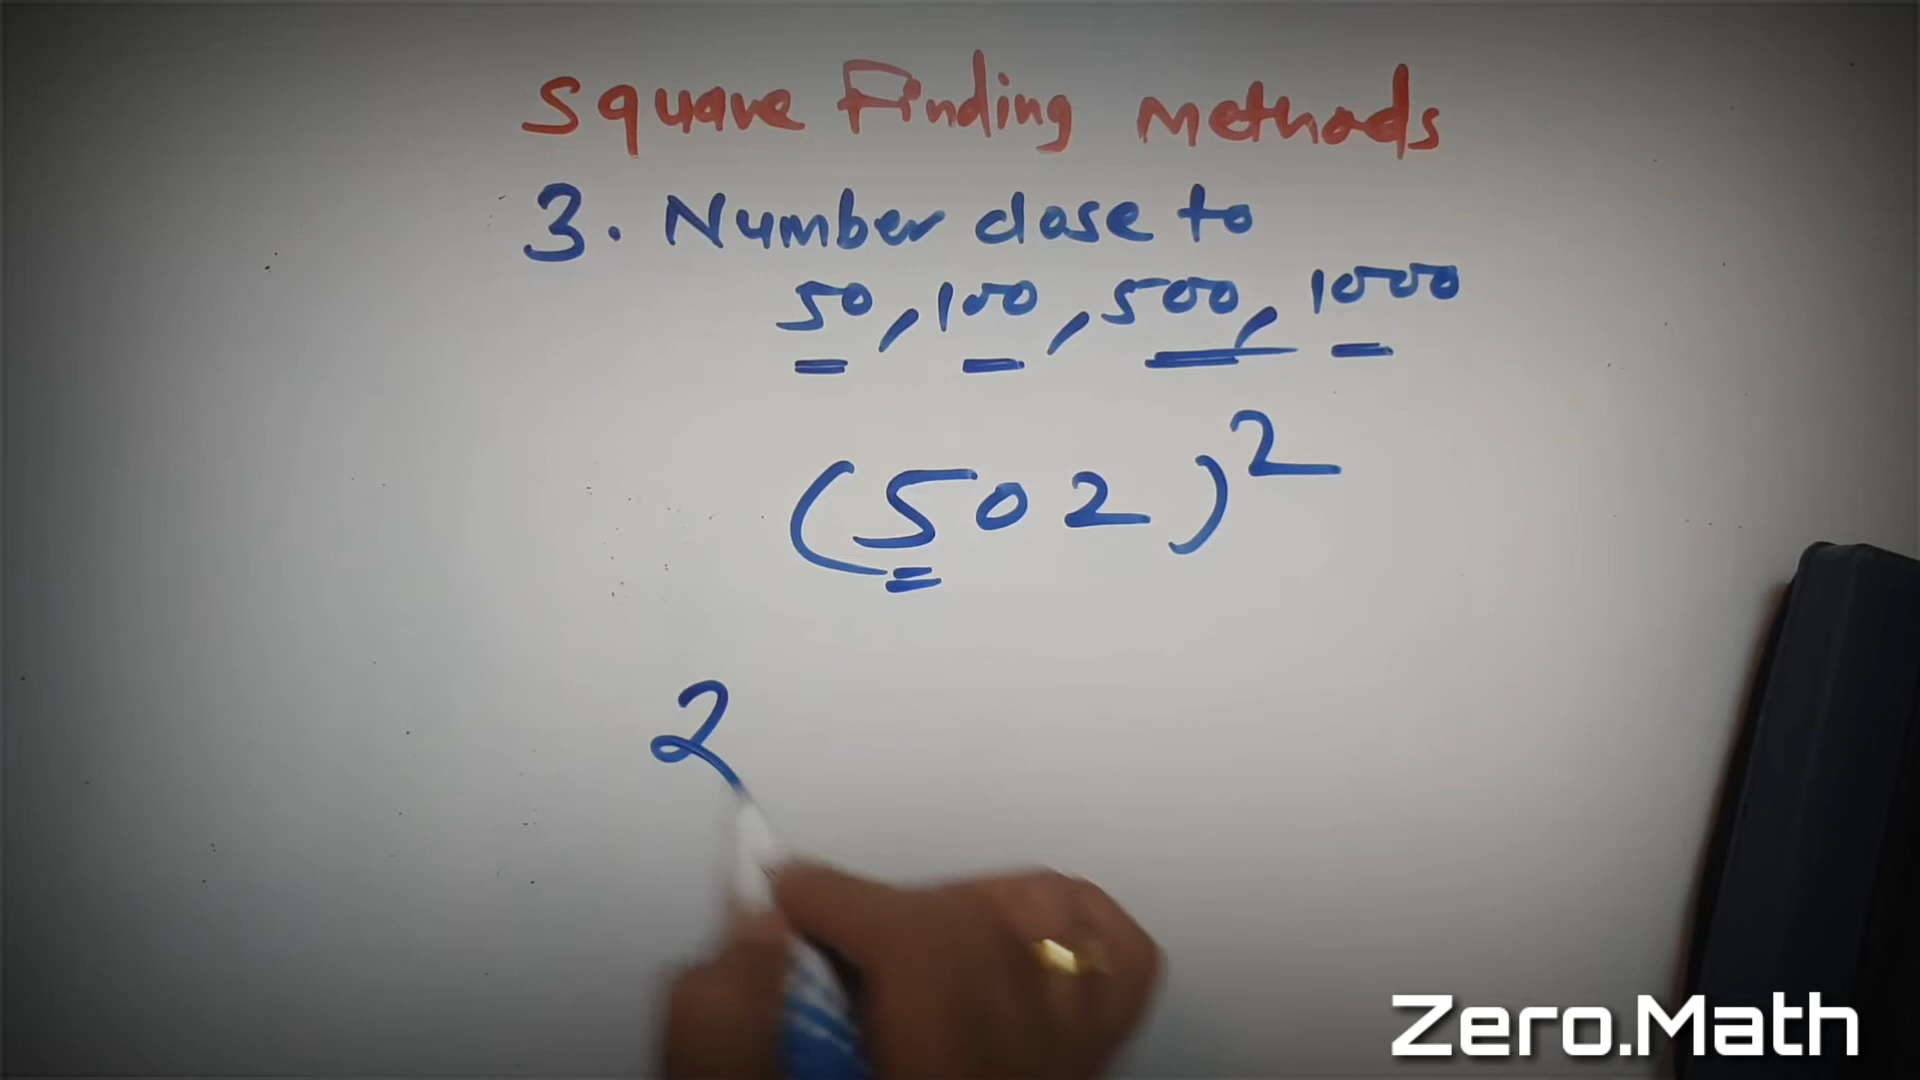 Square Finding Methods
3. Number close to
50, 100, 500, 1000
(502)²
2
Zero.Math